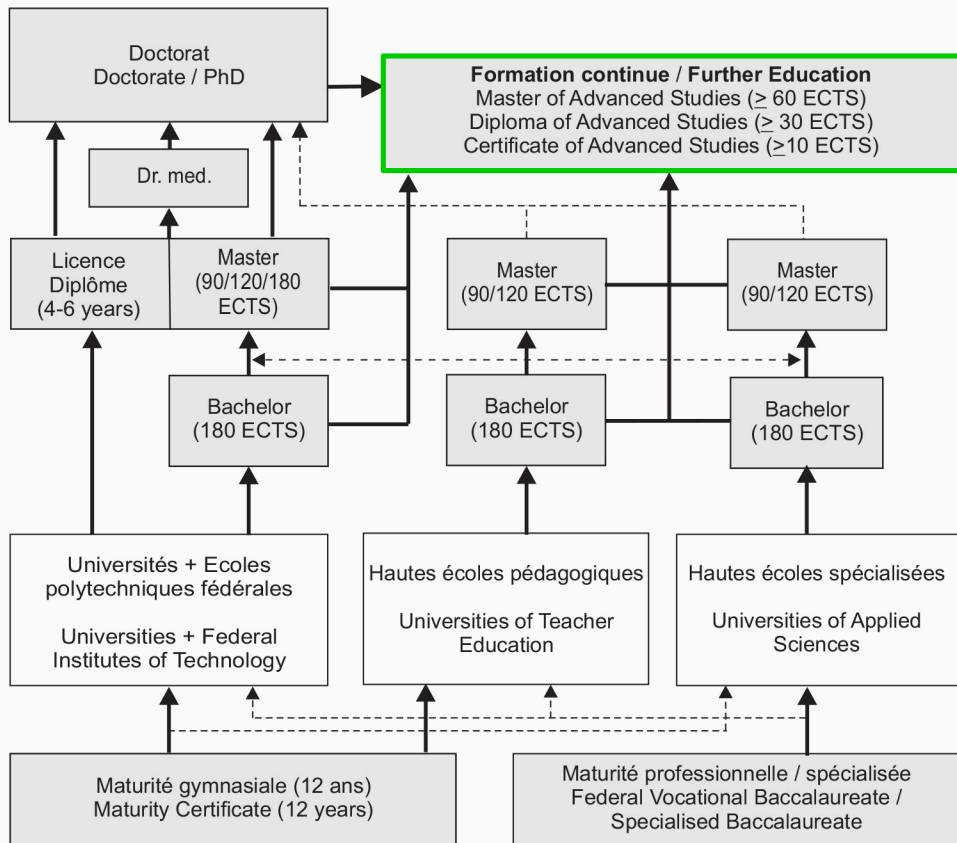 Doctorat
Doctorate / PhD
Formation continue / Further Education
Master of Advanced Studies (≥ 60 ECTS)
Diploma of Advanced Studies (≥ 30 ECTS)
Certificate of Advanced Studies (≥10 ECTS)
Dr. med.
Licence
Diplôme
(4-6 years)
Master
(90/120/180
ECTS)
Master
(90/120 ECTS)
Master
(90/120 ECTS)
Bachelor
(180 ECTS)
Bachelor
(180 ECTS)
Bachelor
(180 ECTS)
Universités + Ecoles
polytechniques fédérales
Universities + Federal
Institutes of Technology
Hautes écoles pédagogiques
Universities of Teacher
Education
Hautes écoles spécialisées
Universities of Applied
Sciences
Maturité gymnasiale (12 ans)
Maturity Certificate (12 years)
Maturité professionnelle / spécialisée
Federal Vocational Baccalaureate /
Specialised Baccalaureate